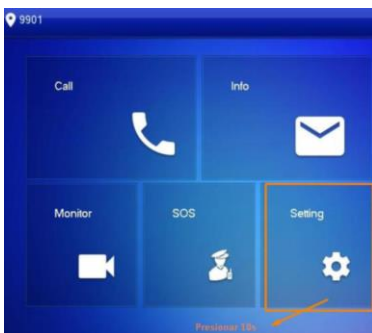 9901
Call
Info
Monitor
SOS
Setting
Presionar 10s